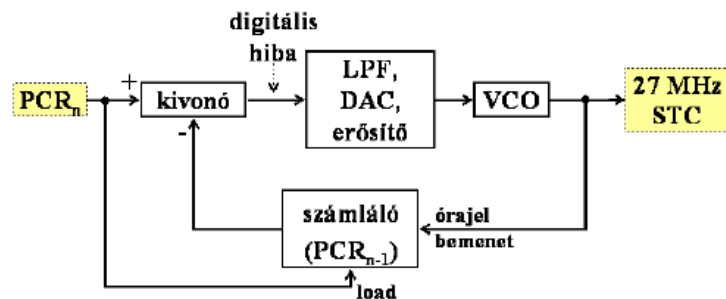 digitális
hiba
PCRn
+
kivonó
-
LPF,
DAC,
erősítő
VCO
27 MHz
STC
számláló
(PCRn-1)
órajel
bemenet
load